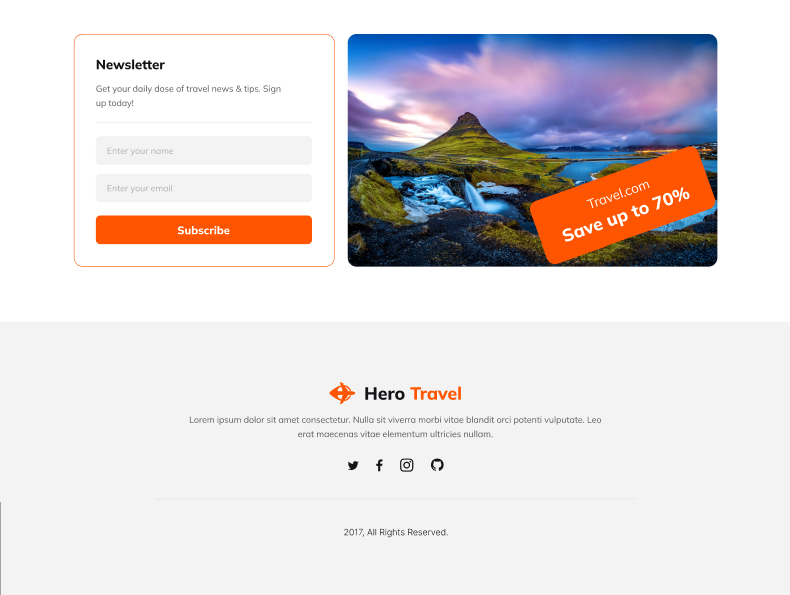 Newsletter
Get your daily dose of travel news & tips. Sign
up today!
Enter your name
Enter your email
Subscribe
Travel.com
Save up to 70%
Hero Travel
Lorem ipsum dolor sit amet consectetur. Nulla sit viverra morbi vitae blandit orci potenti vulputate. Leo
erat maecenas vitae elementum ultricies nullam.
2017, All Rights Reserved.